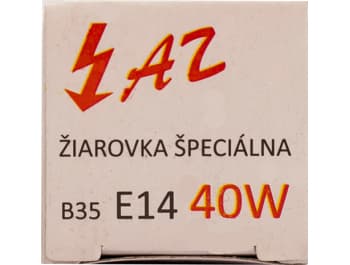 AZ
ŽIAROVKA ŠPECIÁLNA
B35 E14 40W